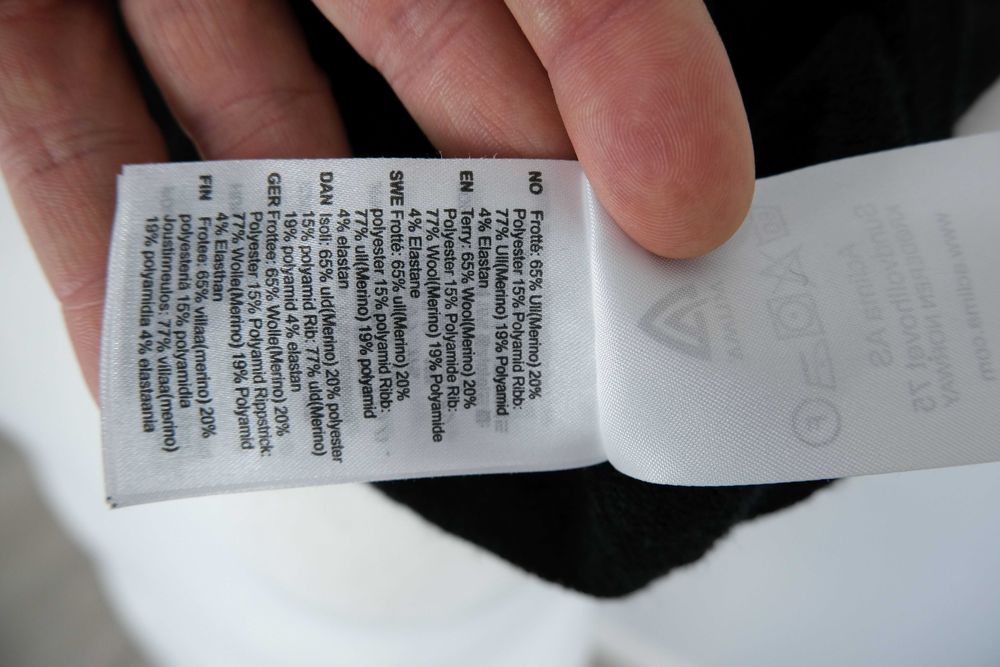 NO Frotté: 65% Ull(Merino) 20%
Polyester 15% Polyamid Ribb:
77% Ull(Merino) 19% Polyamid
4% Elastan
EN Terry: 65% Wool(Merino) 20%
Polyester 15% Polyamide Rib:
77% Wool(Merino) 19% Polyamide
4% Elastane
SWE Frotté: 65% ull(Merino) 20%
polyester 15% polyamid Ribb:
77% ull(Merino) 19% polyamid
4% elastan
DAN Isoli: 65% uld(Merino) 20% polyester
15% polyamid Rib: 77% uld(Merino)
19% polyamid 4% elastan
GER Frottee: 65% Wolle(Merino) 20%
Polyester 15% Polyamid Rippstrick:
77% Wolle(Merino) 19% Polyamid
4% Elasthan
FIN Frotee: 65% villaa(merino) 20%
polyesteriä 15% polyamidia
Joustinneulos: 77% villaa(merino)
19% polyamidia 4% elastaania